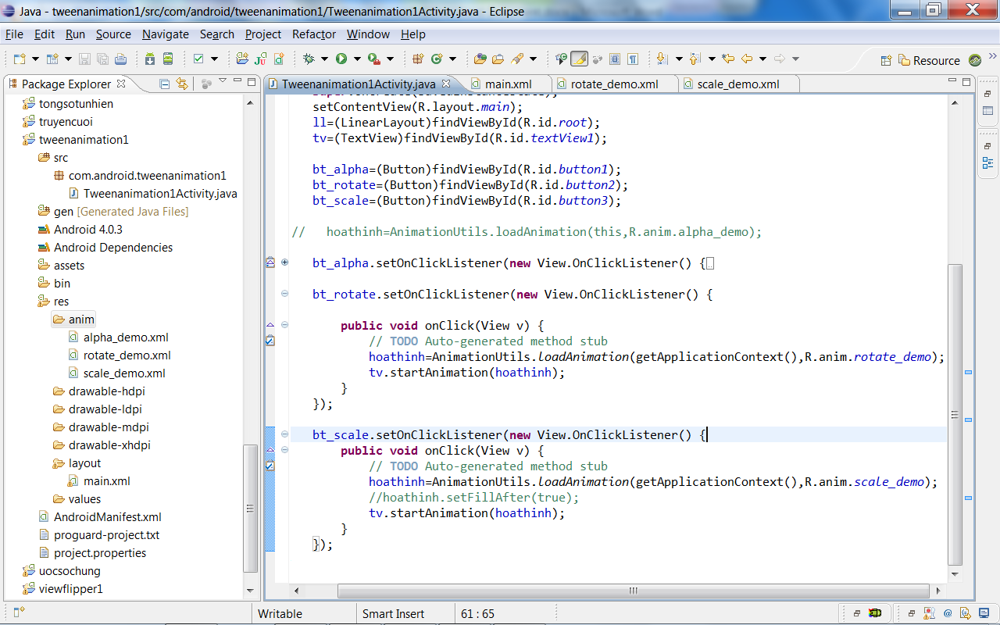 Java - tweenanimation1/src/com/android/tweenanimation1/Tweenanimation1Activity.java - Eclipse
File Edit Run Source Navigate Search Project Refactor Window Help
Resource
Package Explorer
tongsotunhien
truyencuoi
tweenanimation1
src
com.android.tweenanimation1
Tweenanimation1Activity.java
gen [Generated Java Files]
Android 4.0.3
Android Dependencies
assets
bin
res
anim
alpha_demo.xml
rotate_demo.xml
scale_demo.xml
drawable-hdpi
drawable-ldpi
drawable-mdpi
drawable-xhdpi
layout
main.xml
values
AndroidManifest.xml
proguard-project.txt
project.properties
uocsochung
viewflipper1
Tweenanimation1Activity.java main.xml rotate_demo.xml scale_demo.xml
setContentView(R.layout.main);
ll=(LinearLayout)findViewById(R.id.root);
tv=(TextView)findViewById(R.id.textView1);
bt_alpha=(Button)findViewById(R.id.button1);
bt_rotate=(Button)findViewById(R.id.button2);
bt_scale=(Button)findViewById(R.id.button3);
// hoathinh=AnimationUtils.loadAnimation(this,R.anim.alpha_demo);
bt_alpha.setOnClickListener(new View.OnClickListener() {
bt_rotate.setOnClickListener(new View.OnClickListener() {
public void onClick(View v) {
// TODO Auto-generated method stub
hoathinh=AnimationUtils.loadAnimation(getApplicationContext(),R.anim.rotate_demo);
tv.startAnimation(hoathinh);
}
});
bt_scale.setOnClickListener(new View.OnClickListener() {
public void onClick(View v) {
// TODO Auto-generated method stub
hoathinh=AnimationUtils.loadAnimation(getApplicationContext(),R.anim.scale_demo);
//hoathinh.setFillAfter(true);
tv.startAnimation(hoathinh);
}
});
Writable Smart Insert 61 : 65